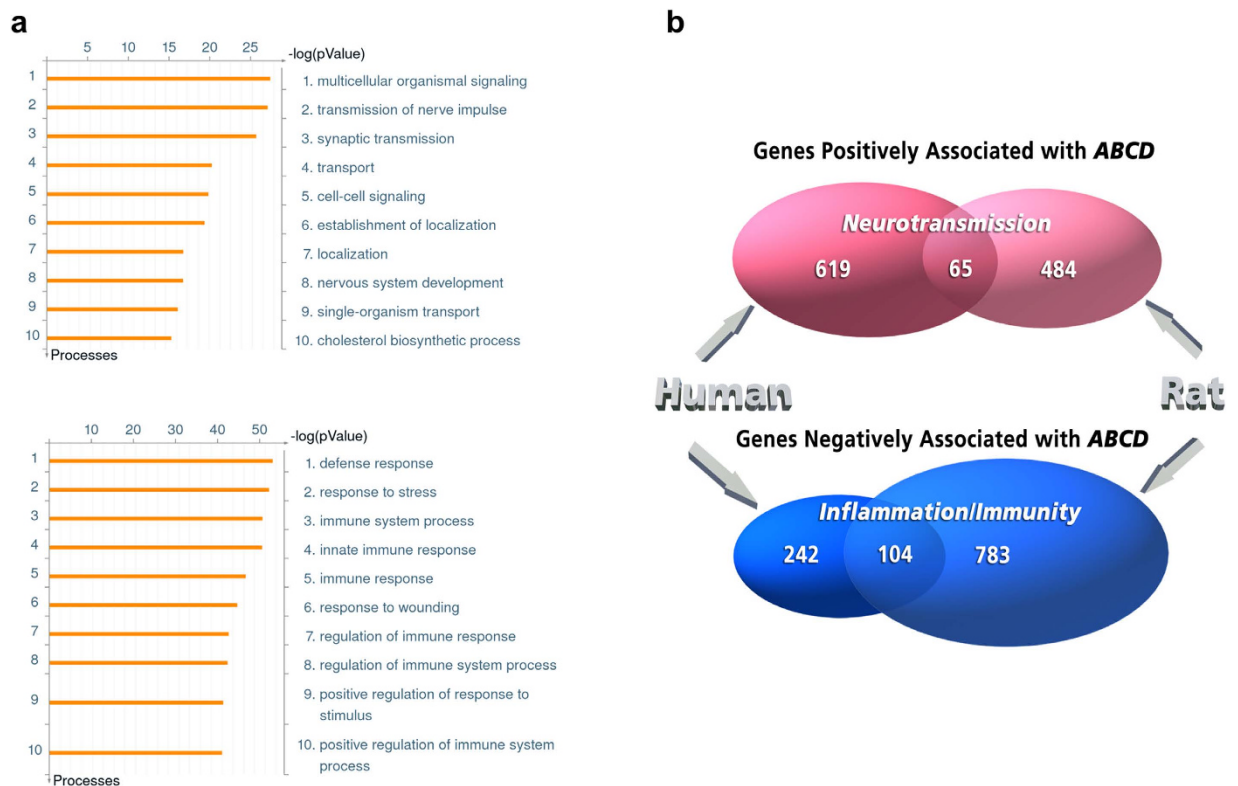 a
5 10 15 20 25
-log(pValue)
1 1. multicellular organismal signaling
2 2. transmission of nerve impulse
3 3. synaptic transmission
4 4. transport
5 5. cell-cell signaling
6 6. establishment of localization
7 7. localization
8 8. nervous system development
9 9. single-organism transport
10 10. cholesterol biosynthetic process
Processes
10 20 30 40 50
-log(pValue)
1 1. defense response
2 2. response to stress
3 3. immune system process
4 4. innate immune response
5 5. immune response
6 6. response to wounding
7 7. regulation of immune response
8 8. regulation of immune system process
9 9. positive regulation of response to
stimulus
10 10. positive regulation of immune system
process
Processes
b
Genes Positively Associated with ABCD
Neurotransmission
619 65 484
Human Rat
Genes Negatively Associated with ABCD
Inflammation/Immunity
242 104 783